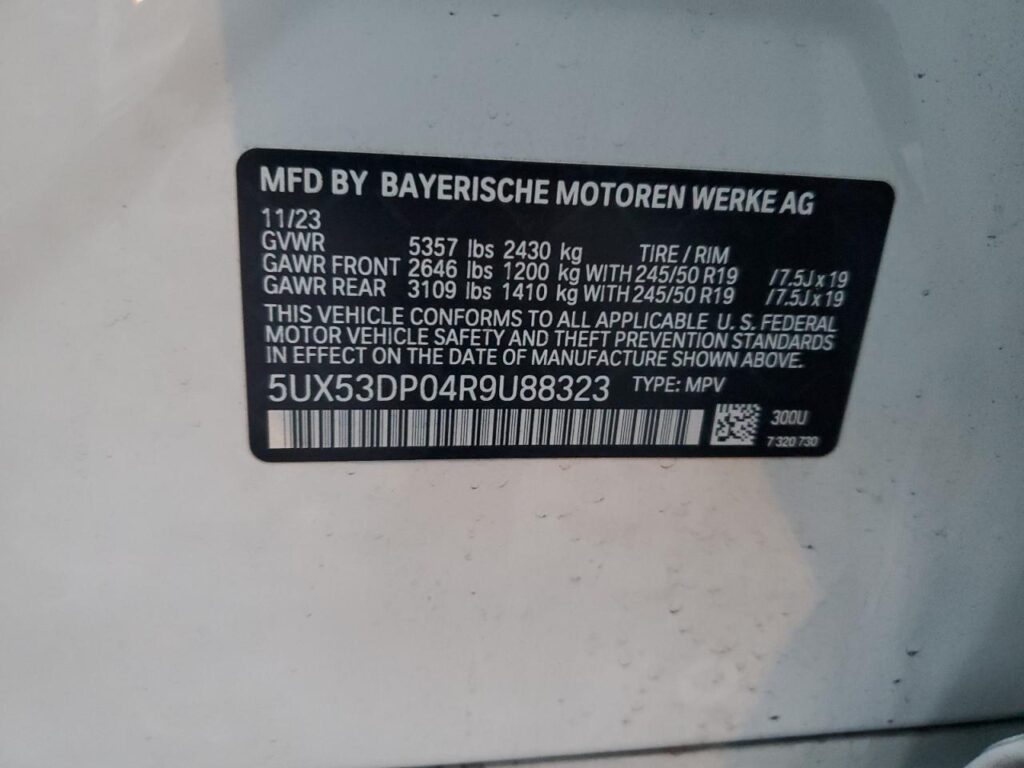 MFD BY BAYERISCHE MOTOREN WERKE AG
11/23
GVWR 5357 lbs 2430 kg TIRE / RIM
GAWR FRONT 2646 lbs 1200 kg WITH 245/50 R19 /7.5J x 19
GAWR REAR 3109 lbs 1410 kg WITH 245/50 R19 /7.5J x 19
THIS VEHICLE CONFORMS TO ALL APPLICABLE U. S. FEDERAL
MOTOR VEHICLE SAFETY AND THEFT PREVENTION STANDARDS
IN EFFECT ON THE DATE OF MANUFACTURE SHOWN ABOVE.
5UX53DP04R9U88323 TYPE: MPV
300U
7 320 730